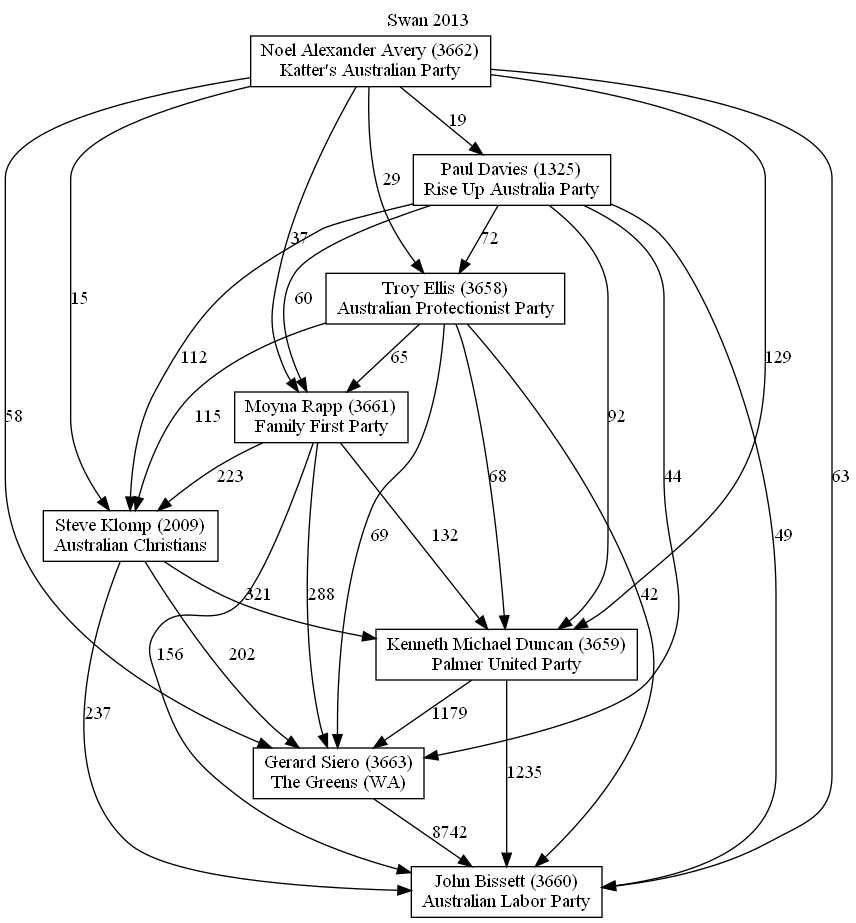 Swan 2013
Noel Alexander Avery (3662)
Katter's Australian Party
19
Paul Davies (1325)
Rise Up Australia Party
29
37
72
Troy Ellis (3658)
Australian Protectionist Party
15
60
112
65
129
Moyna Rapp (3661)
Family First Party
115
58
92
223
68
44
63
Steve Klomp (2009)
Australian Christians
69
132
49
321
288
42
Kenneth Michael Duncan (3659)
Palmer United Party
156
202
237
1179
Gerard Siero (3663)
The Greens (WA)
1235
8742
John Bissett (3660)
Australian Labor Party